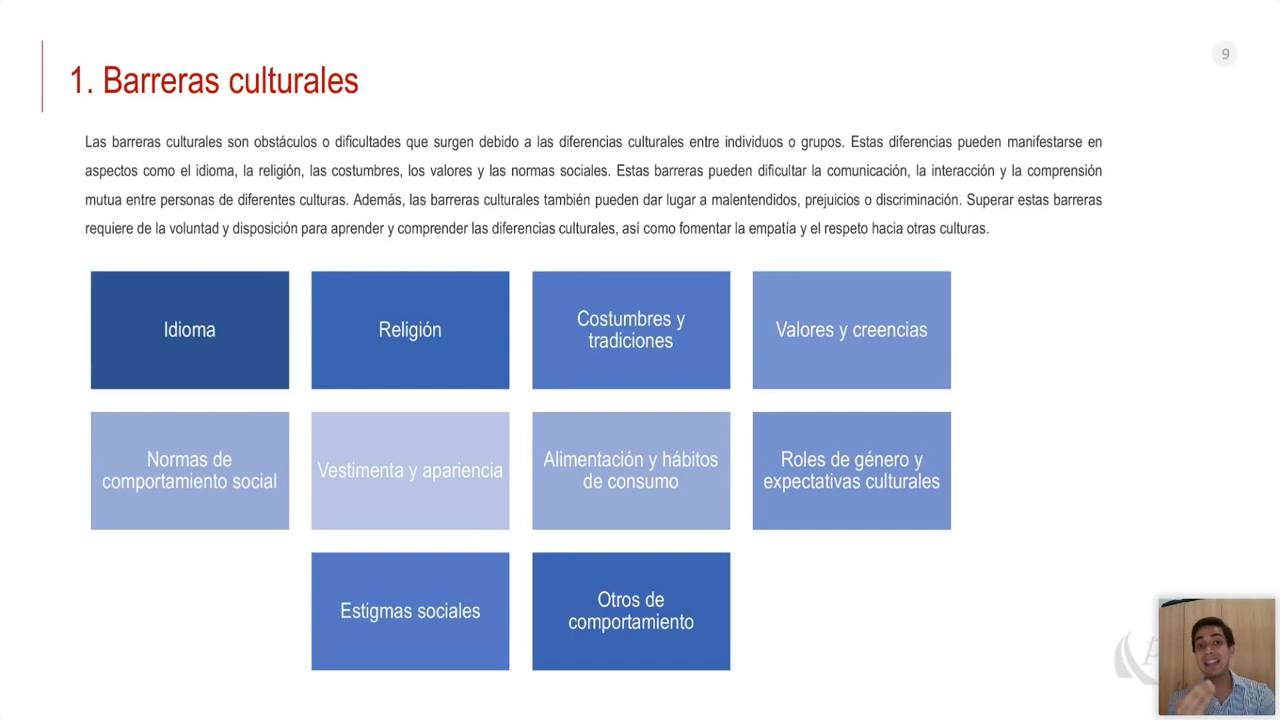 9
1. Barreras culturales
Las barreras culturales son obstáculos o dificultades que surgen debido a las diferencias culturales entre individuos o grupos. Estas diferencias pueden manifestarse en
aspectos como el idioma, la religión, las costumbres, los valores y las normas sociales. Estas barreras pueden dificultar la comunicación, la interacción y la comprensión
mutua entre personas de diferentes culturas. Además, las barreras culturales también pueden dar lugar a malentendidos, prejuicios o discriminación. Superar estas barreras
requiere de la voluntad y disposición para aprender y comprender las diferencias culturales, así como fomentar la empatía y el respeto hacia otras culturas.
Idioma
Religión
Costumbres y
tradiciones
Valores y creencias
Normas de
comportamiento social
Vestimenta y apariencia
Alimentación y hábitos
de consumo
Roles de género y
expectativas culturales
Estigmas sociales
Otros de
comportamiento